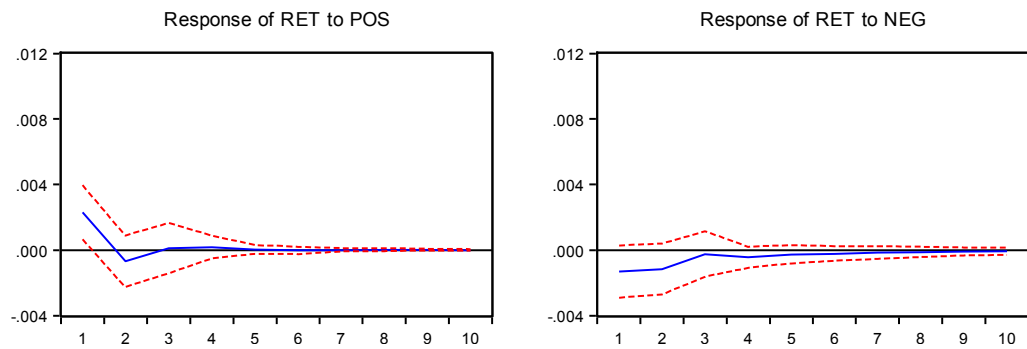 Response of RET to POS
.012
.008
.004
.000
-.004
1 2 3 4 5 6 7 8 9 10
Response of RET to NEG
.012
.008
.004
.000
-.004
1 2 3 4 5 6 7 8 9 10